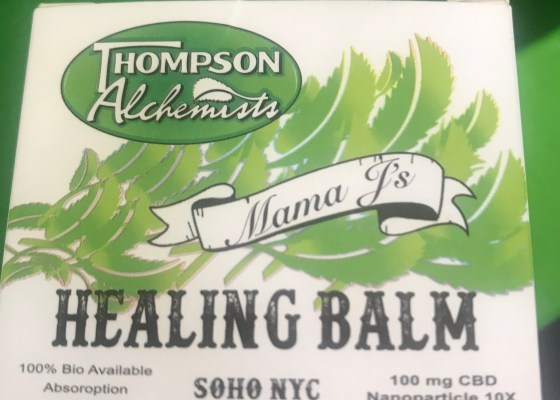 THOMPSON
Alchemists
Mama J's
HEALING BALM
100% Bio Available
Absoroption
SOHO NYC
100 mg CBD
Nanoparticle 10X